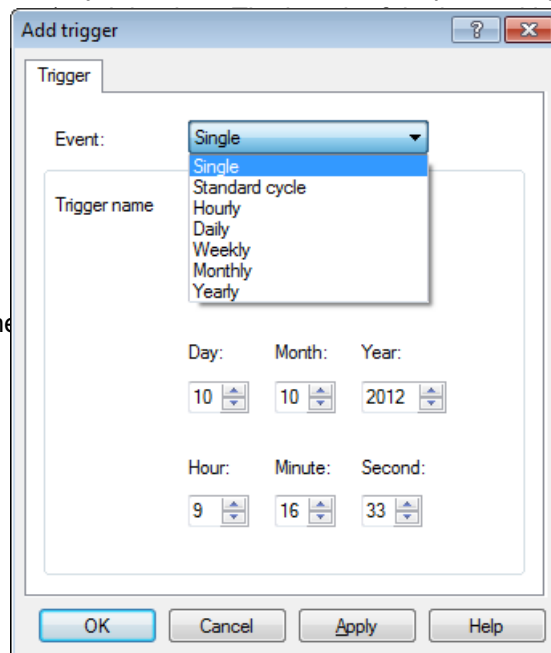 Add trigger
Trigger
Event: Single
Single
Standard cycle
Trigger name Hourly
Daily
Weekly
Monthly
Yearly
Day: Month: Year:
10 10 2012
Hour: Minute: Second:
9 16 33
OK Cancel Apply Help